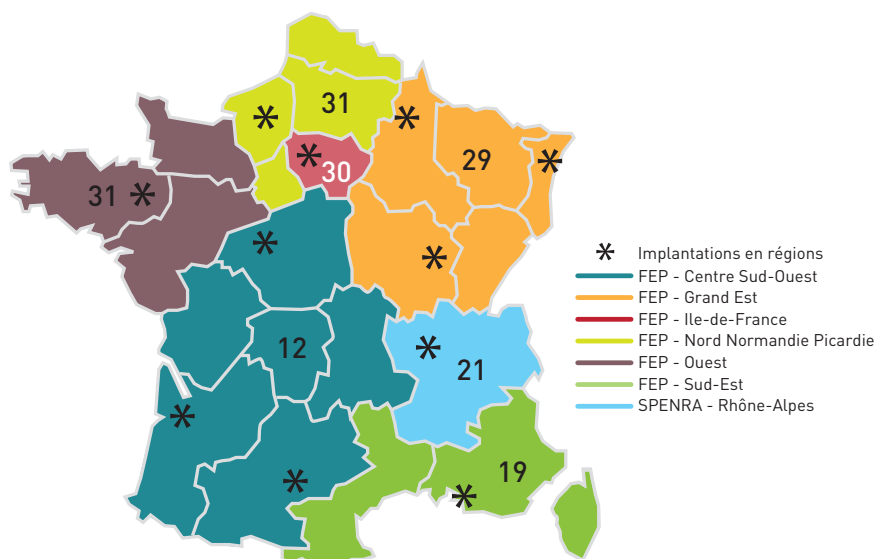 31
30
29
31
12
21
19
* Implantations en régions
FEP - Centre Sud-Ouest
FEP - Grand Est
FEP - Ile-de-France
FEP - Nord Normandie Picardie
FEP - Ouest
FEP - Sud-Est
SPENRA - Rhône-Alpes